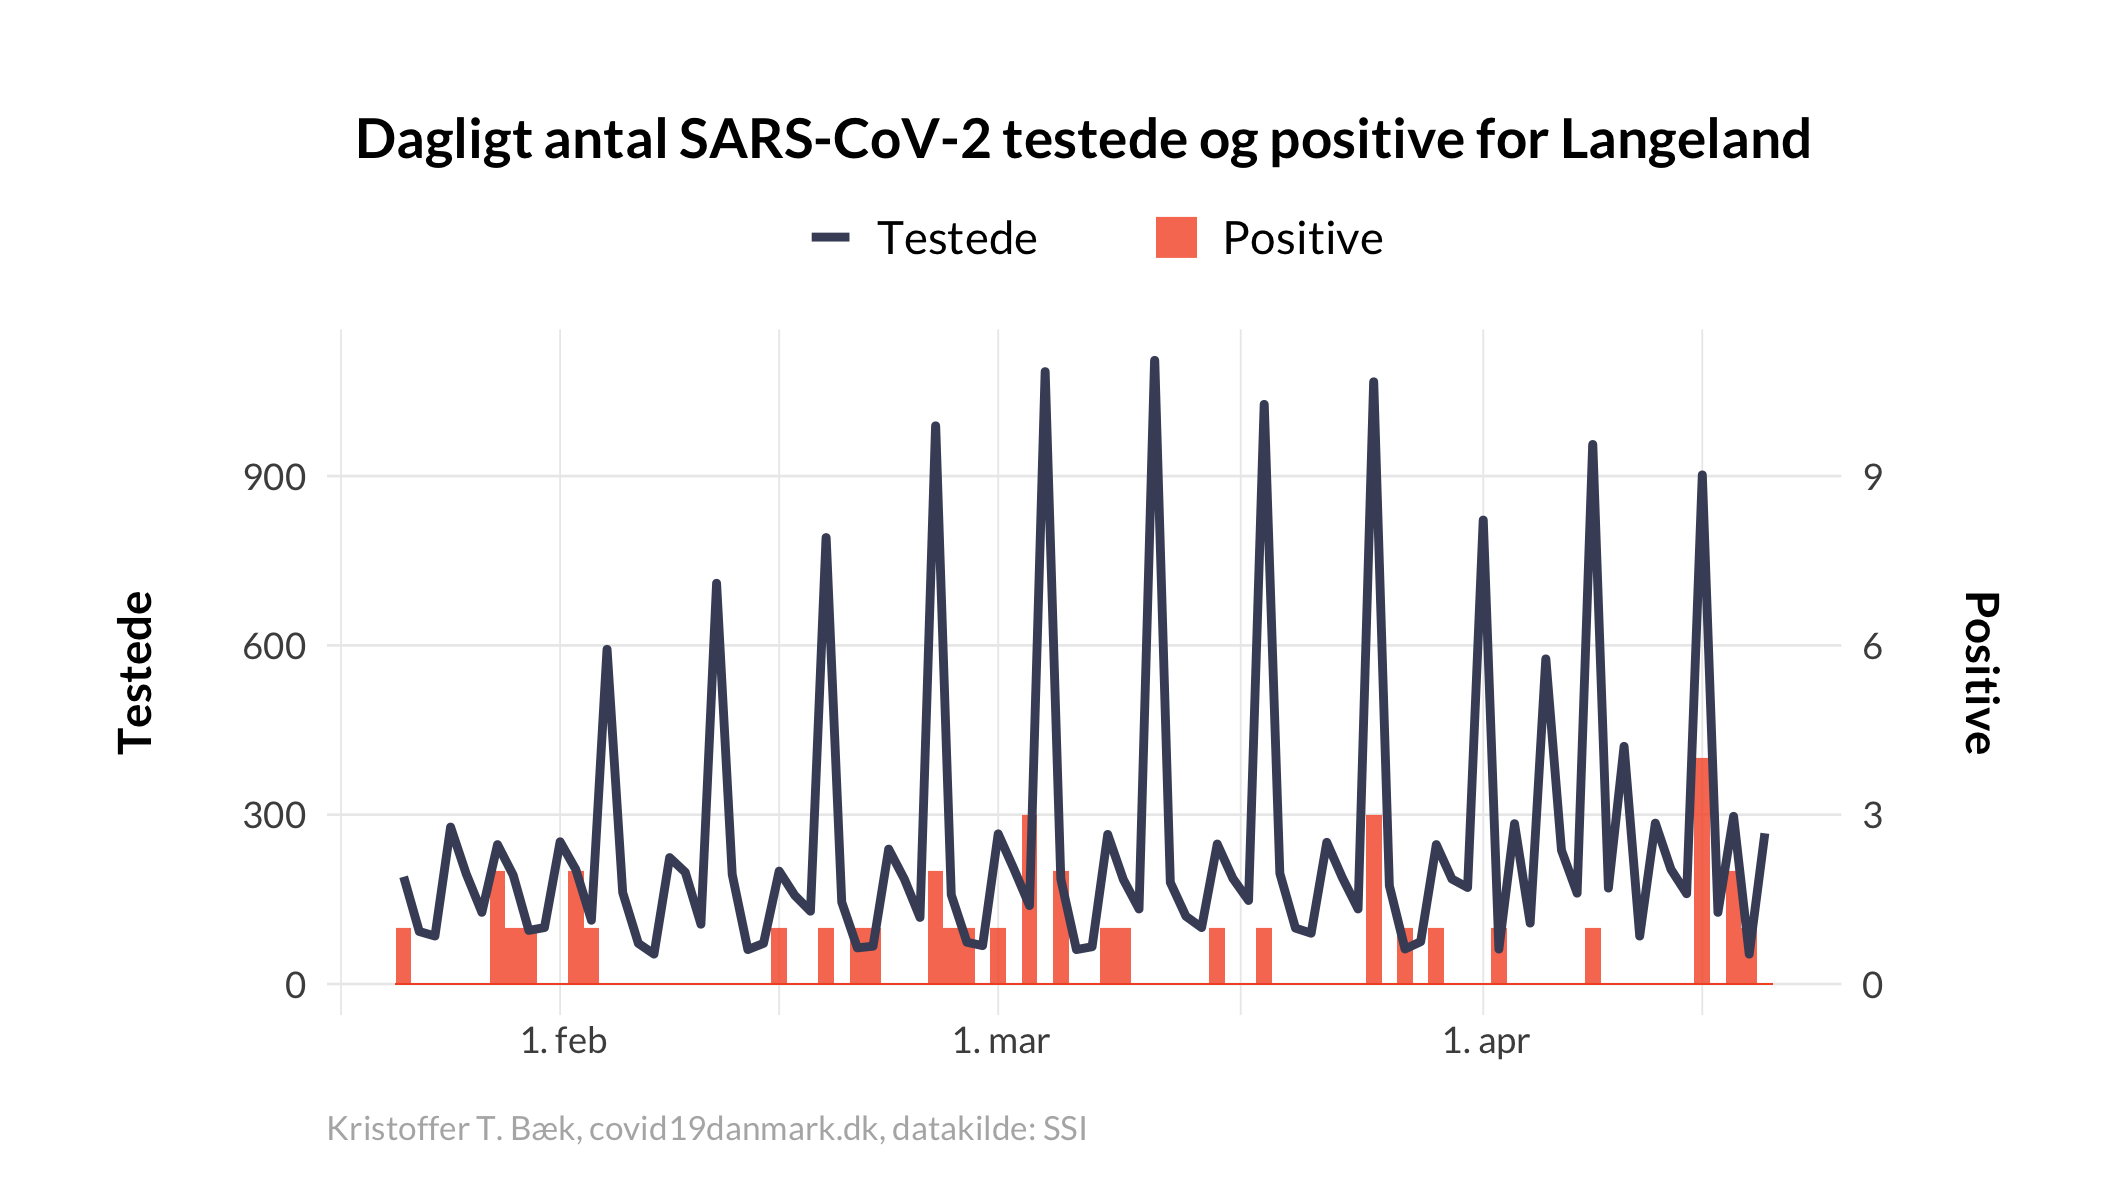 Dagligt antal SARS-CoV-2 testede og positive for Langeland
Testede
Positive
Testede
900
600
300
0
9
6
3
0
Positive
1. feb
1. mar
1. apr
Kristoffer T. Bæk, covid19danmark.dk, datakilde: SSI